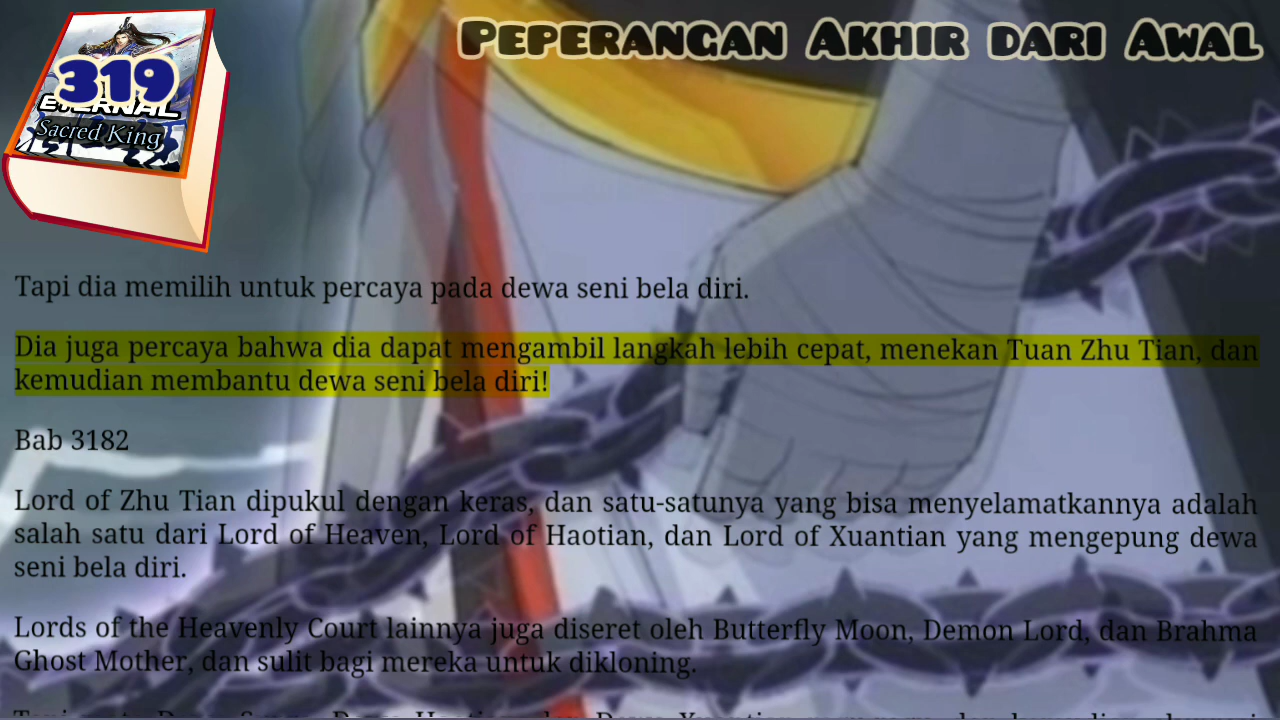 Peperangan Akhir dari Awal
319
ETERNAL
Sacred King
Tapi dia memilih untuk percaya pada dewa seni bela diri.
Dia juga percaya bahwa dia dapat mengambil langkah lebih cepat, menekan Tuan Zhu Tian, dan
kemudian membantu dewa seni bela diri!
Bab 3182
Lord of Zhu Tian dipukul dengan keras, dan satu-satunya yang bisa menyelamatkannya adalah
salah satu dari Lord of Heaven, Lord of Haotian, dan Lord of Xuantian yang mengepung dewa
seni bela diri.
Lords of the Heavenly Court lainnya juga diseret oleh Butterfly Moon, Demon Lord, dan Brahma
Ghost Mother, dan sulit bagi mereka untuk dikloning.